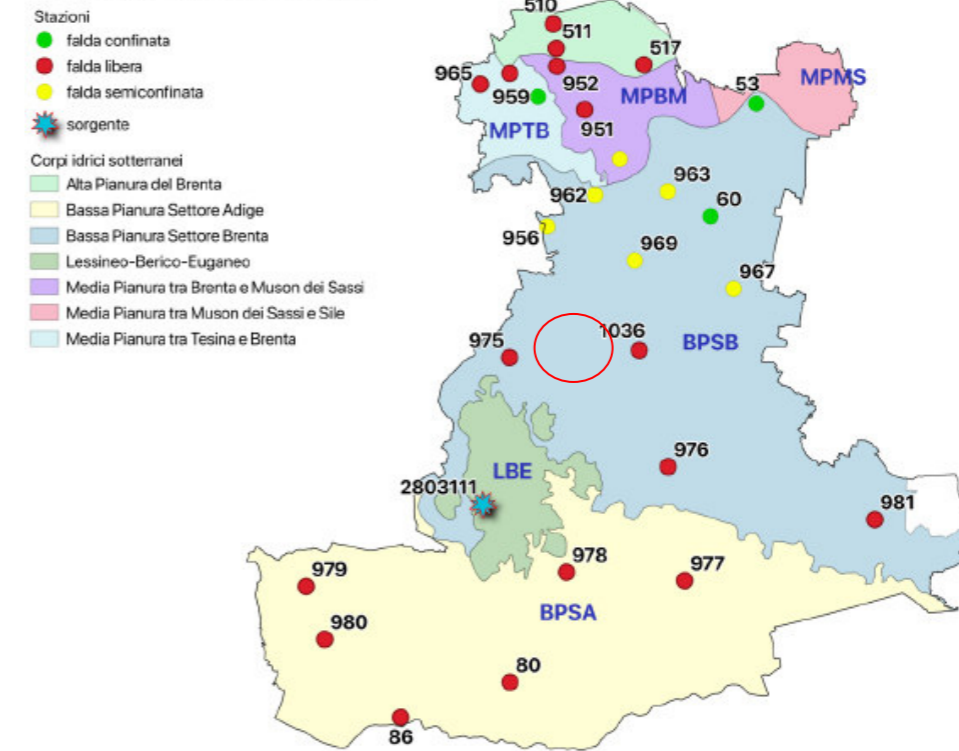 Stazioni
falda confinata
falda libera
falda semiconfinata
sorgente
Corpi idrici sotterranei
Alta Pianura del Brenta
Bassa Pianura Settore Adige
Bassa Pianura Settore Brenta
Lessineo-Berico-Euganeo
Media Pianura tra Brenta e Muson dei Sassi
Media Pianura tra Muson dei Sassi e Sile
Media Pianura tra Tesina e Brenta
510
511
517
965
952
959
MPBM
53
MPMS
951
MPTB
963
962
60
956
969
967
975
1036
BPSB
976
LBE
2803111
981
978
977
979
BPSA
980
80
86